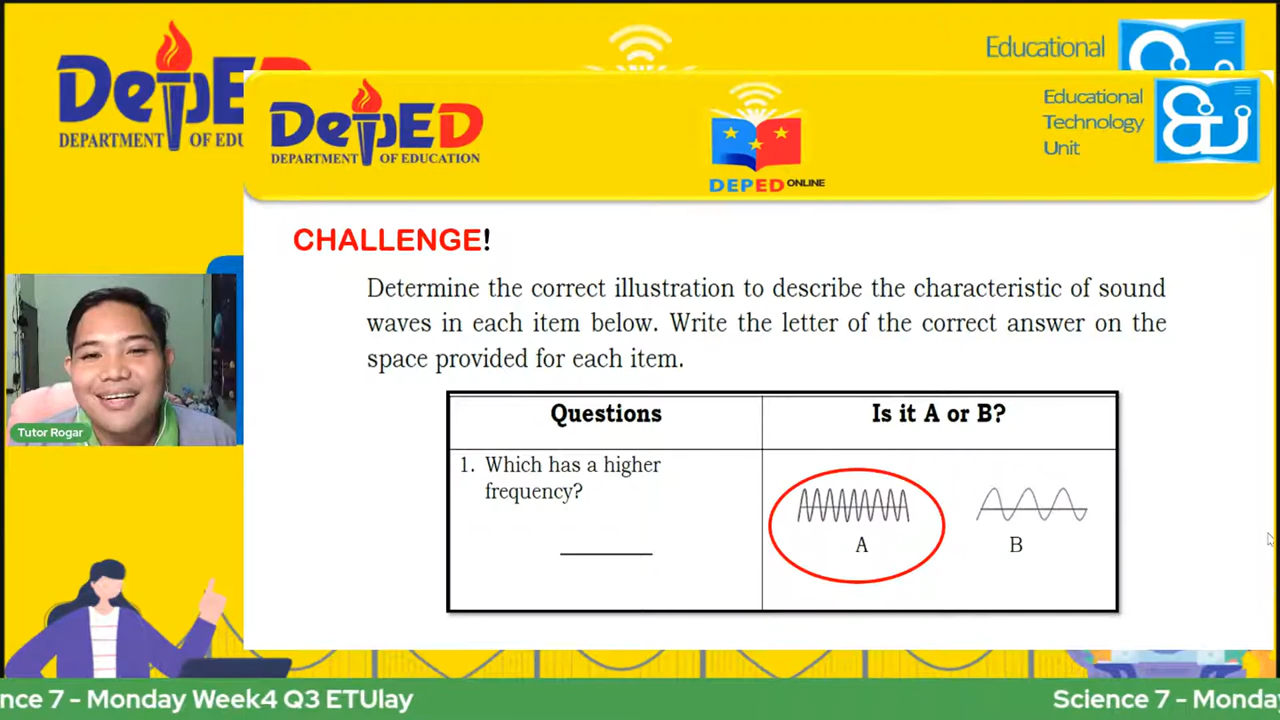 DepED
DEPARTMENT OF EDU
Educational
DepED
DEPARTMENT OF EDUCATION
DEPED ONLINE
Educational
Technology
Unit
CHALLENGE!
Determine the correct illustration to describe the characteristic of sound
waves in each item below. Write the letter of the correct answer on the
space provided for each item.
Questions
Is it A or B?
1. Which has a higher
frequency?
A
B
Tutor Rogar
nce 7 - Monday Week4 Q3 ETUlay
Science 7 - Monday